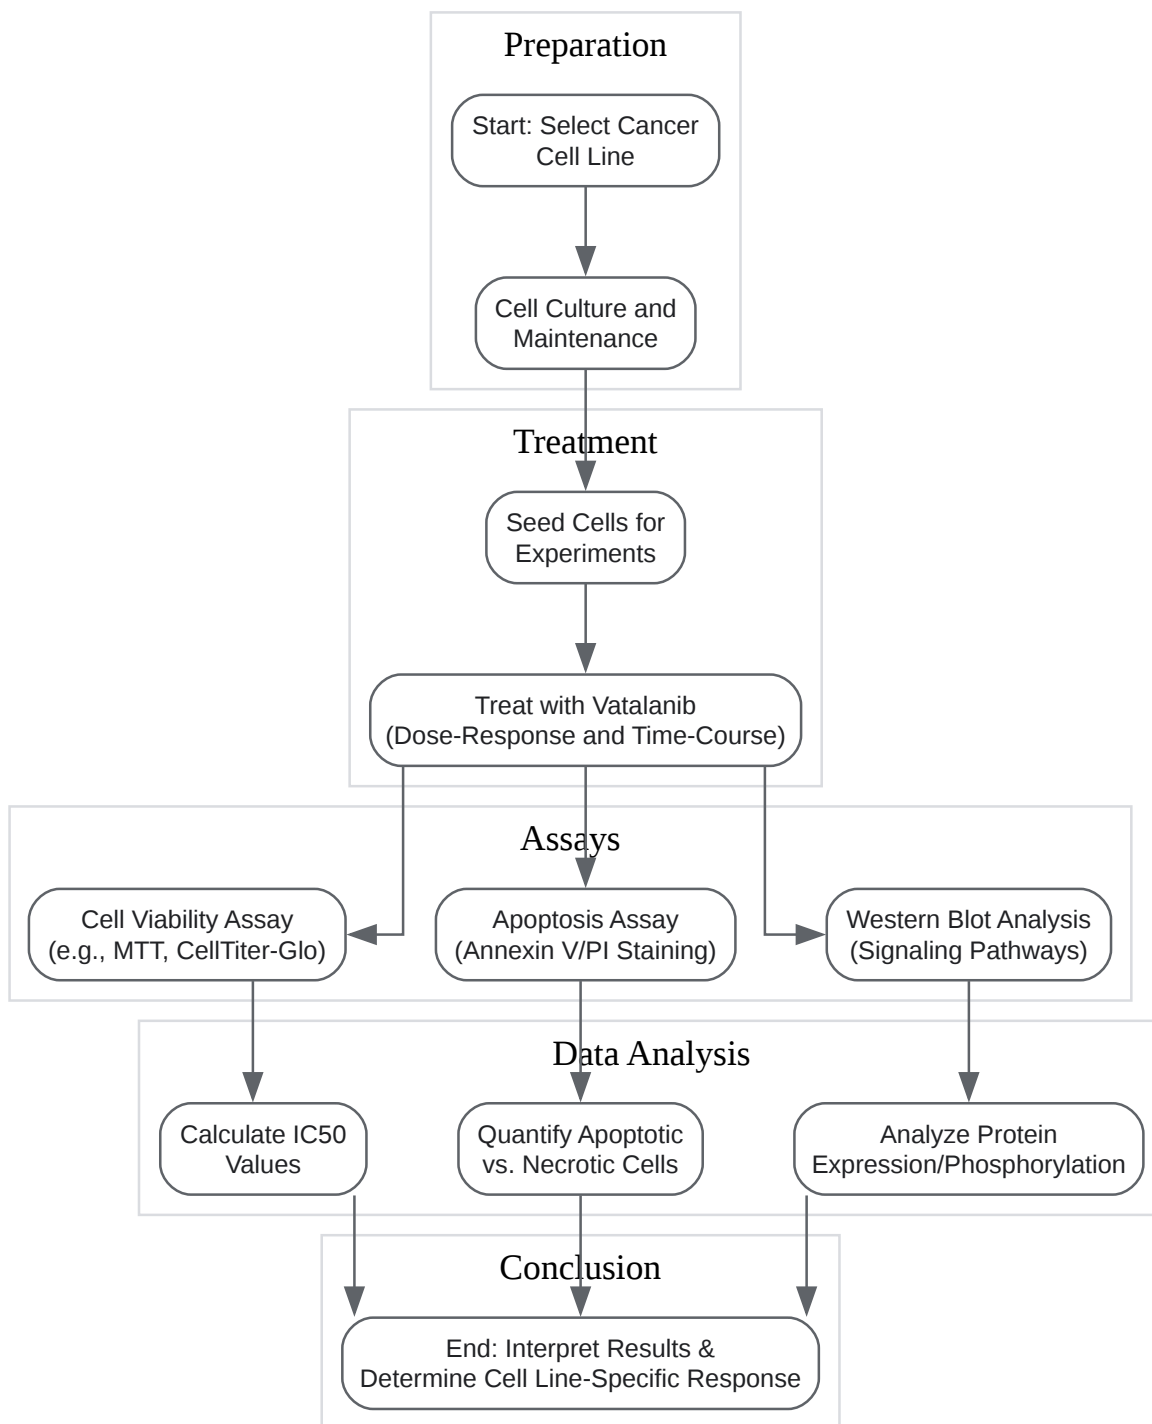 Preparation
Start: Select Cancer
Cell Line
Cell Culture and
Maintenance
Treatment
Seed Cells for
Experiments
Treat with Vatalanib
(Dose-Response and Time-Course)
Assays
Cell Viability Assay
(e.g., MTT, CellTiter-Glo)
Apoptosis Assay
(Annexin V/PI Staining)
Western Blot Analysis
(Signaling Pathways)
Data Analysis
Calculate IC50
Values
Quantify Apoptotic
vs. Necrotic Cells
Analyze Protein
Expression/Phosphorylation
Conclusion
End: Interpret Results &
Determine Cell Line-Specific Response